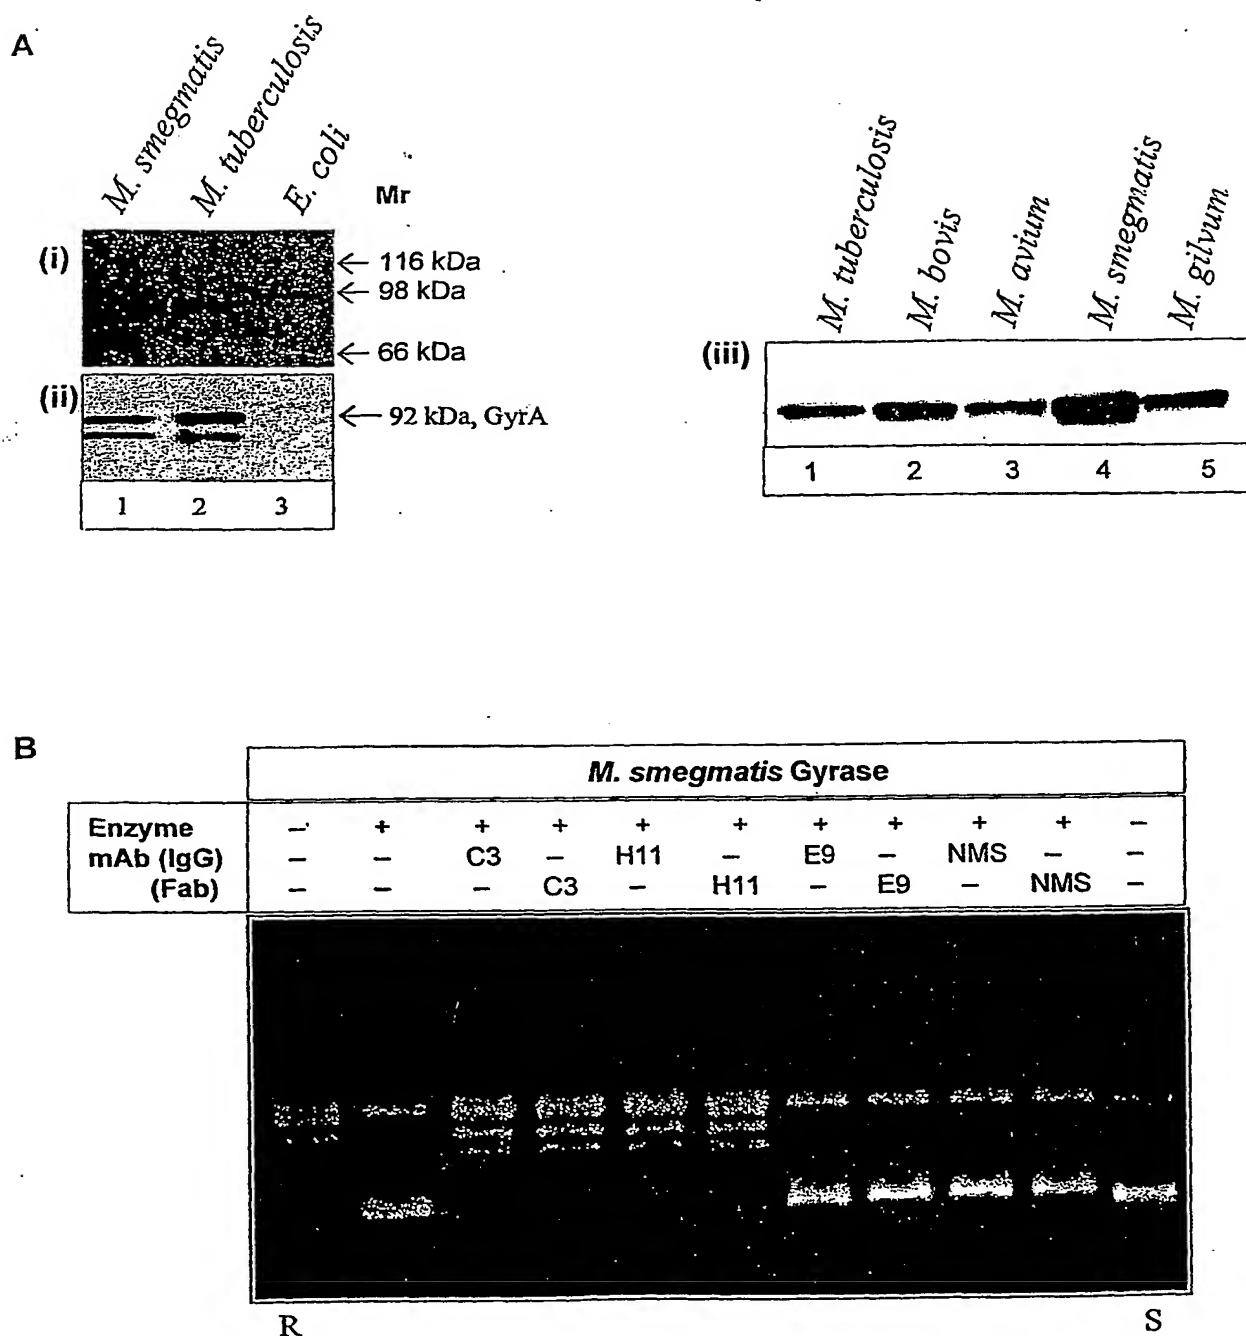 A
M. smegmatis
M. tuberculosis
E. coli
Mr
(i)
← 116 kDa
← 98 kDa
← 66 kDa
(ii)
← 92 kDa, GyrA
1 2 3
M. tuberculosis
M. bovis
M. avium
M. smegmatis
M. gilvum
(iii)
1 2 3 4 5
B
M. smegmatis Gyrase
Enzyme – + + + + + + + + + –
mAb (IgG) – – C3 – H11 – E9 – NMS – –
(Fab) – – – C3 – H11 – E9 – NMS –
R S